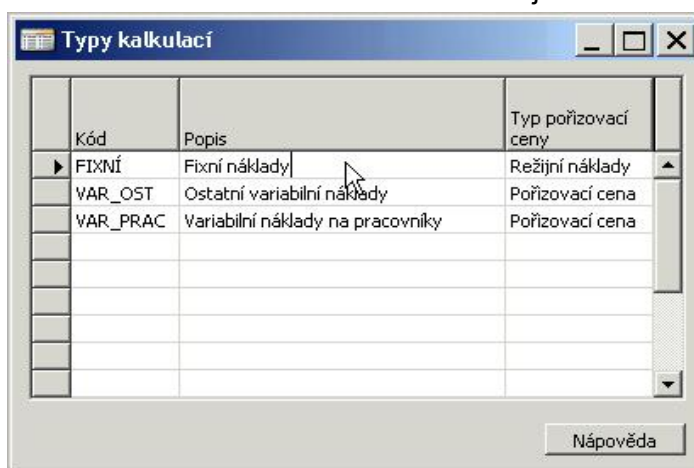 Typy kalkulací
Kód Popis Typ pořizovací ceny
FIXNÍ Fixní náklady Režijní náklady
VAR_OST Ostatní variabilní náklady Pořizovací cena
VAR_PRAC Variabilní náklady na pracovníky Pořizovací cena
Nápověda